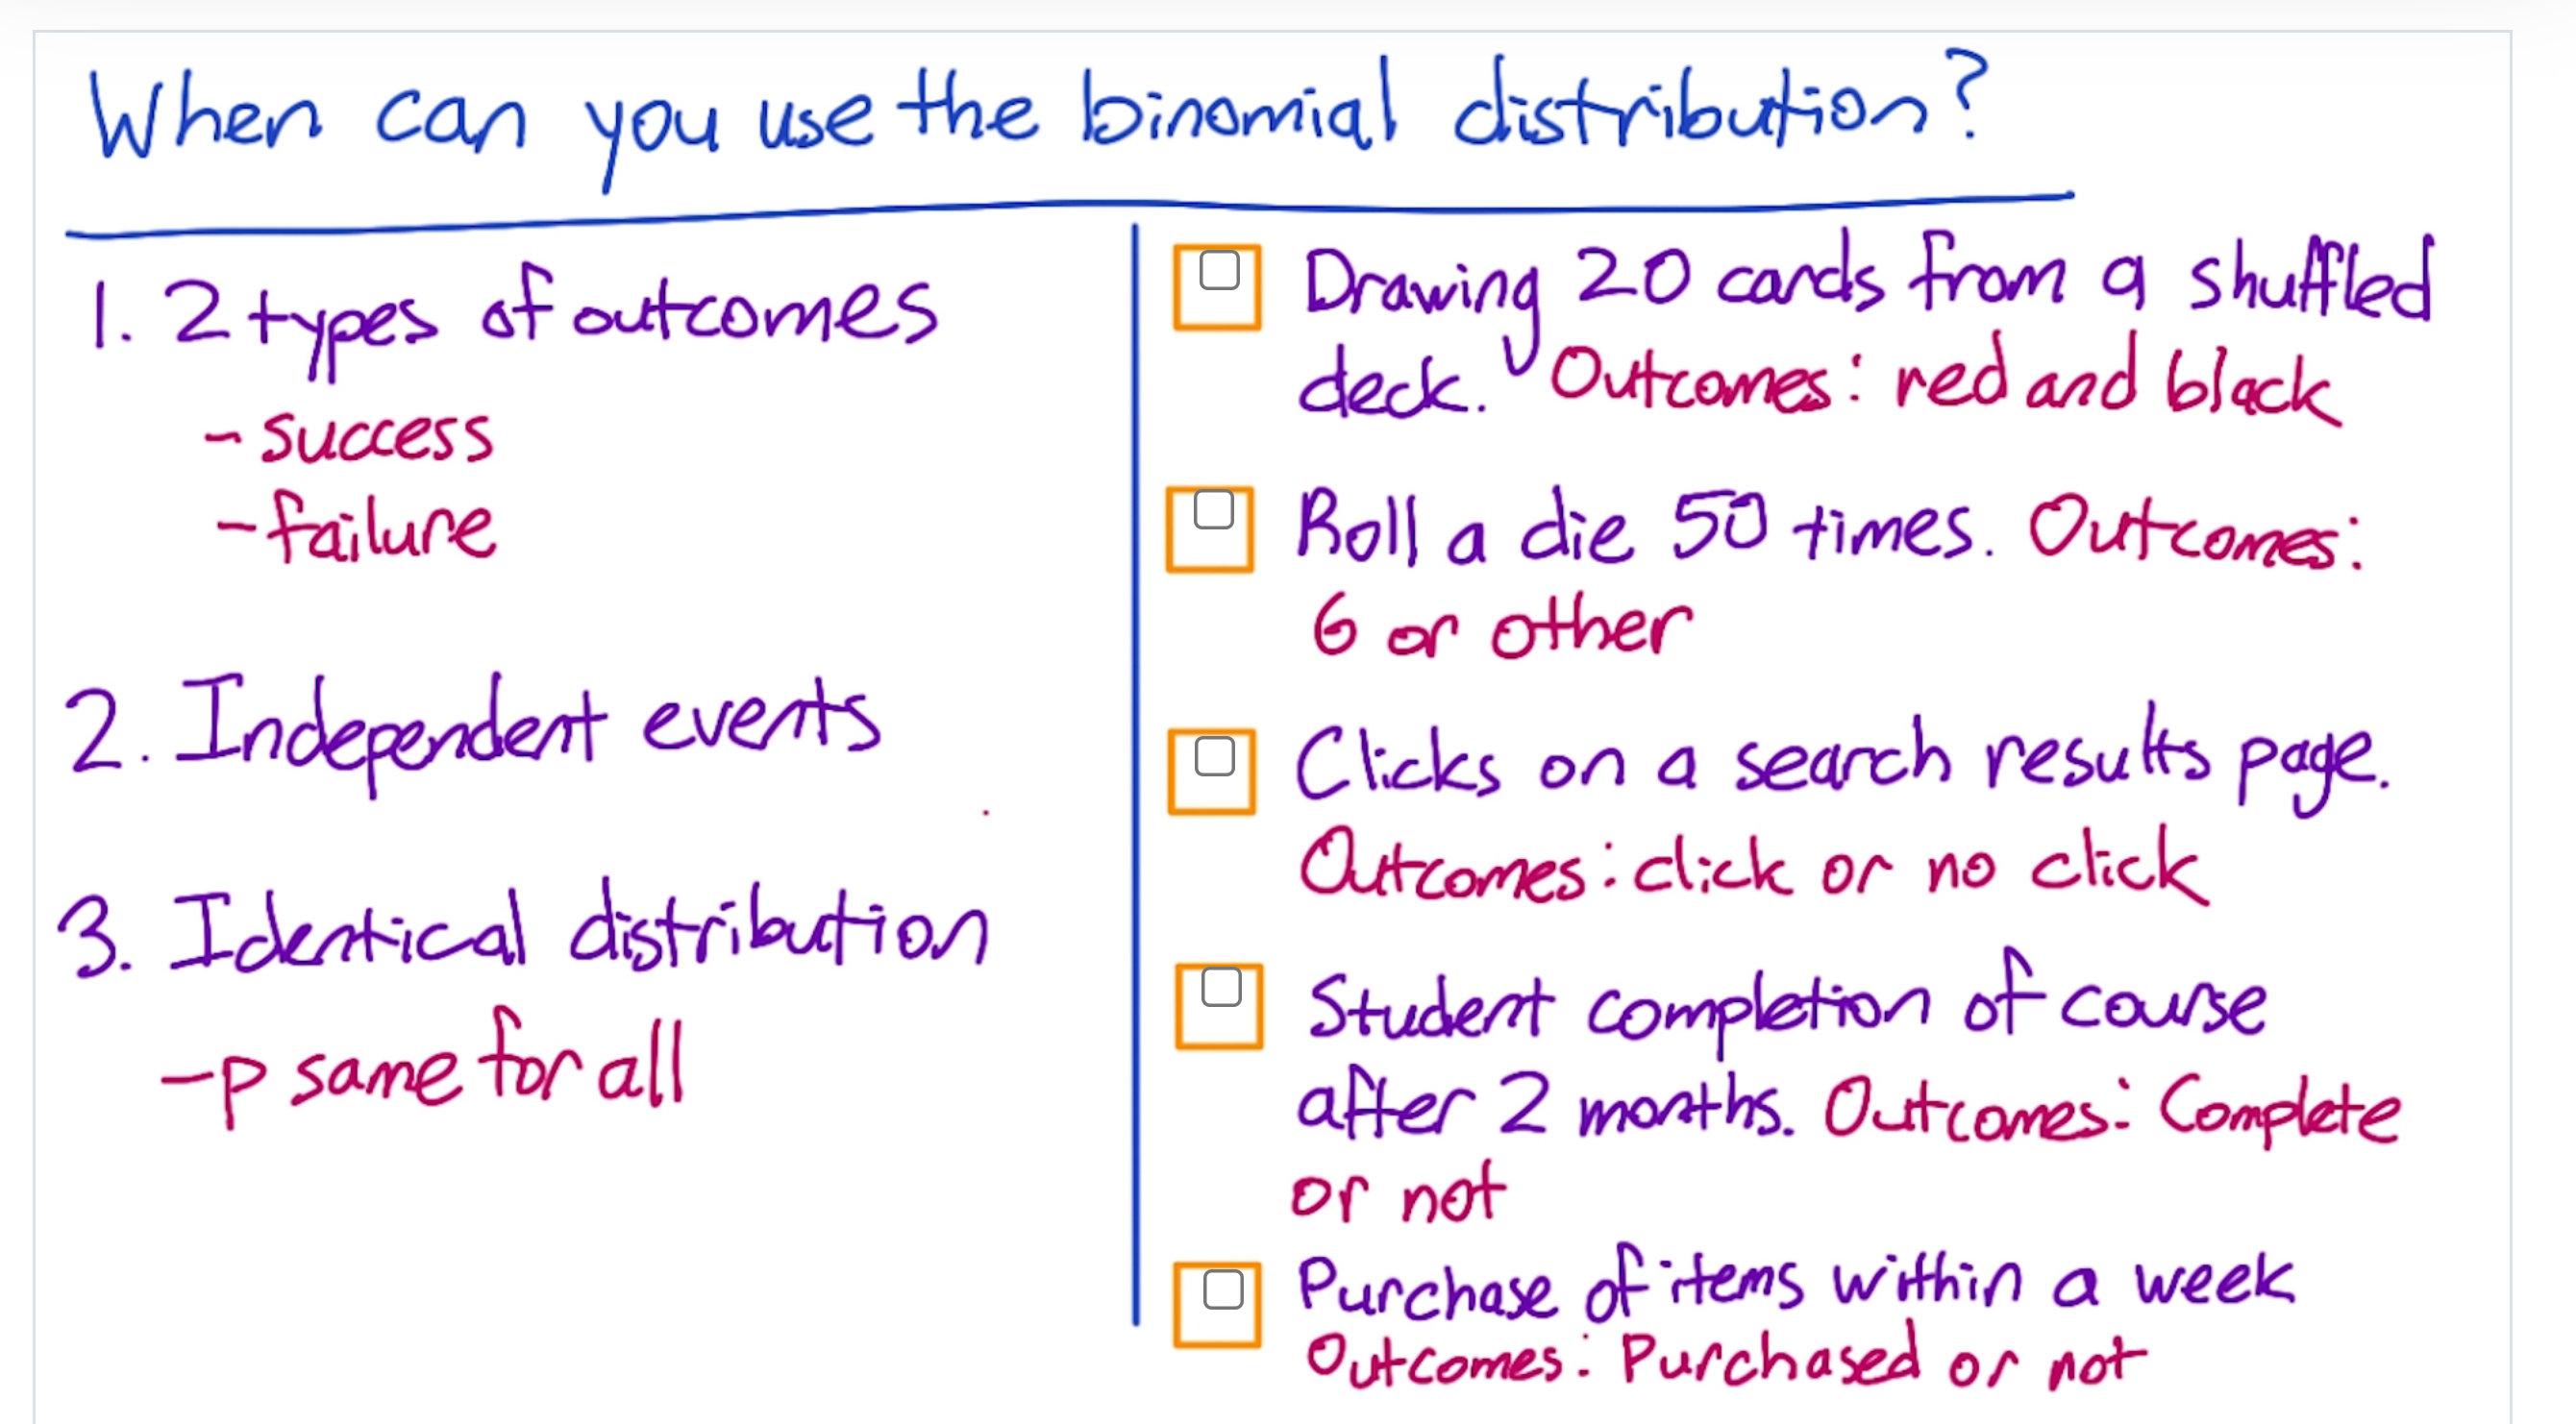 When can you use the binomial distribution?
1. 2 types of outcomes
- success
- failure
2. Independent events
3. Identical distribution
- p same for all
Drawing 20 cards from a shuffled
deck. Outcomes: red and black
Roll a die 50 times. Outcomes:
6 or other
Clicks on a search results page.
Outcomes: click or no click
Student completion of course
after 2 months. Outcomes: Complete
or not
Purchase of items within a week
Outcomes: Purchased or not